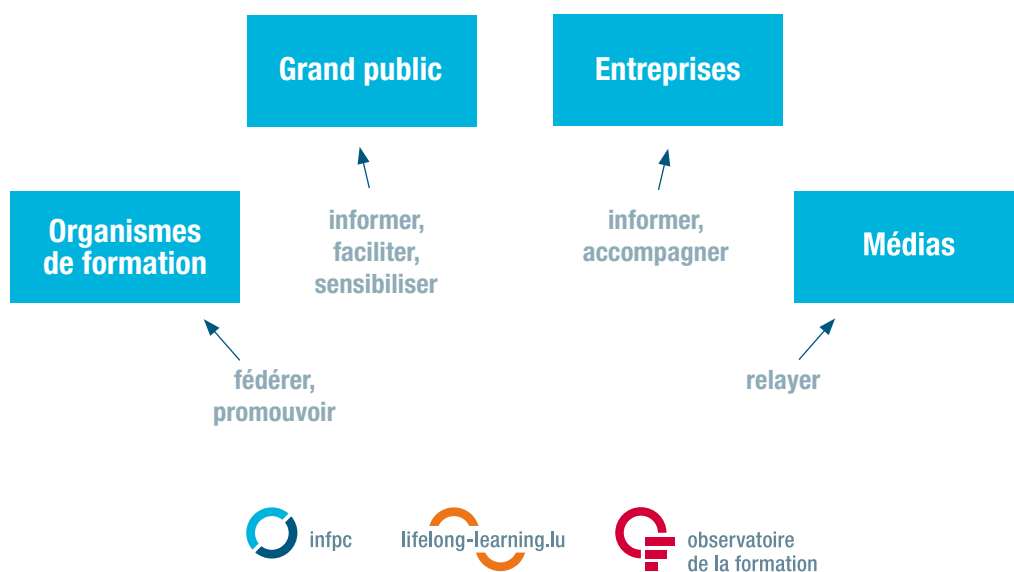 Grand public
Entreprises
Organismes
de formation
informer,
faciliter,
sensibiliser
informer,
accompagner
Médias
fédérer,
promouvoir
relayer
infpc
lifelong-learning.lu
observatoire
de la formation